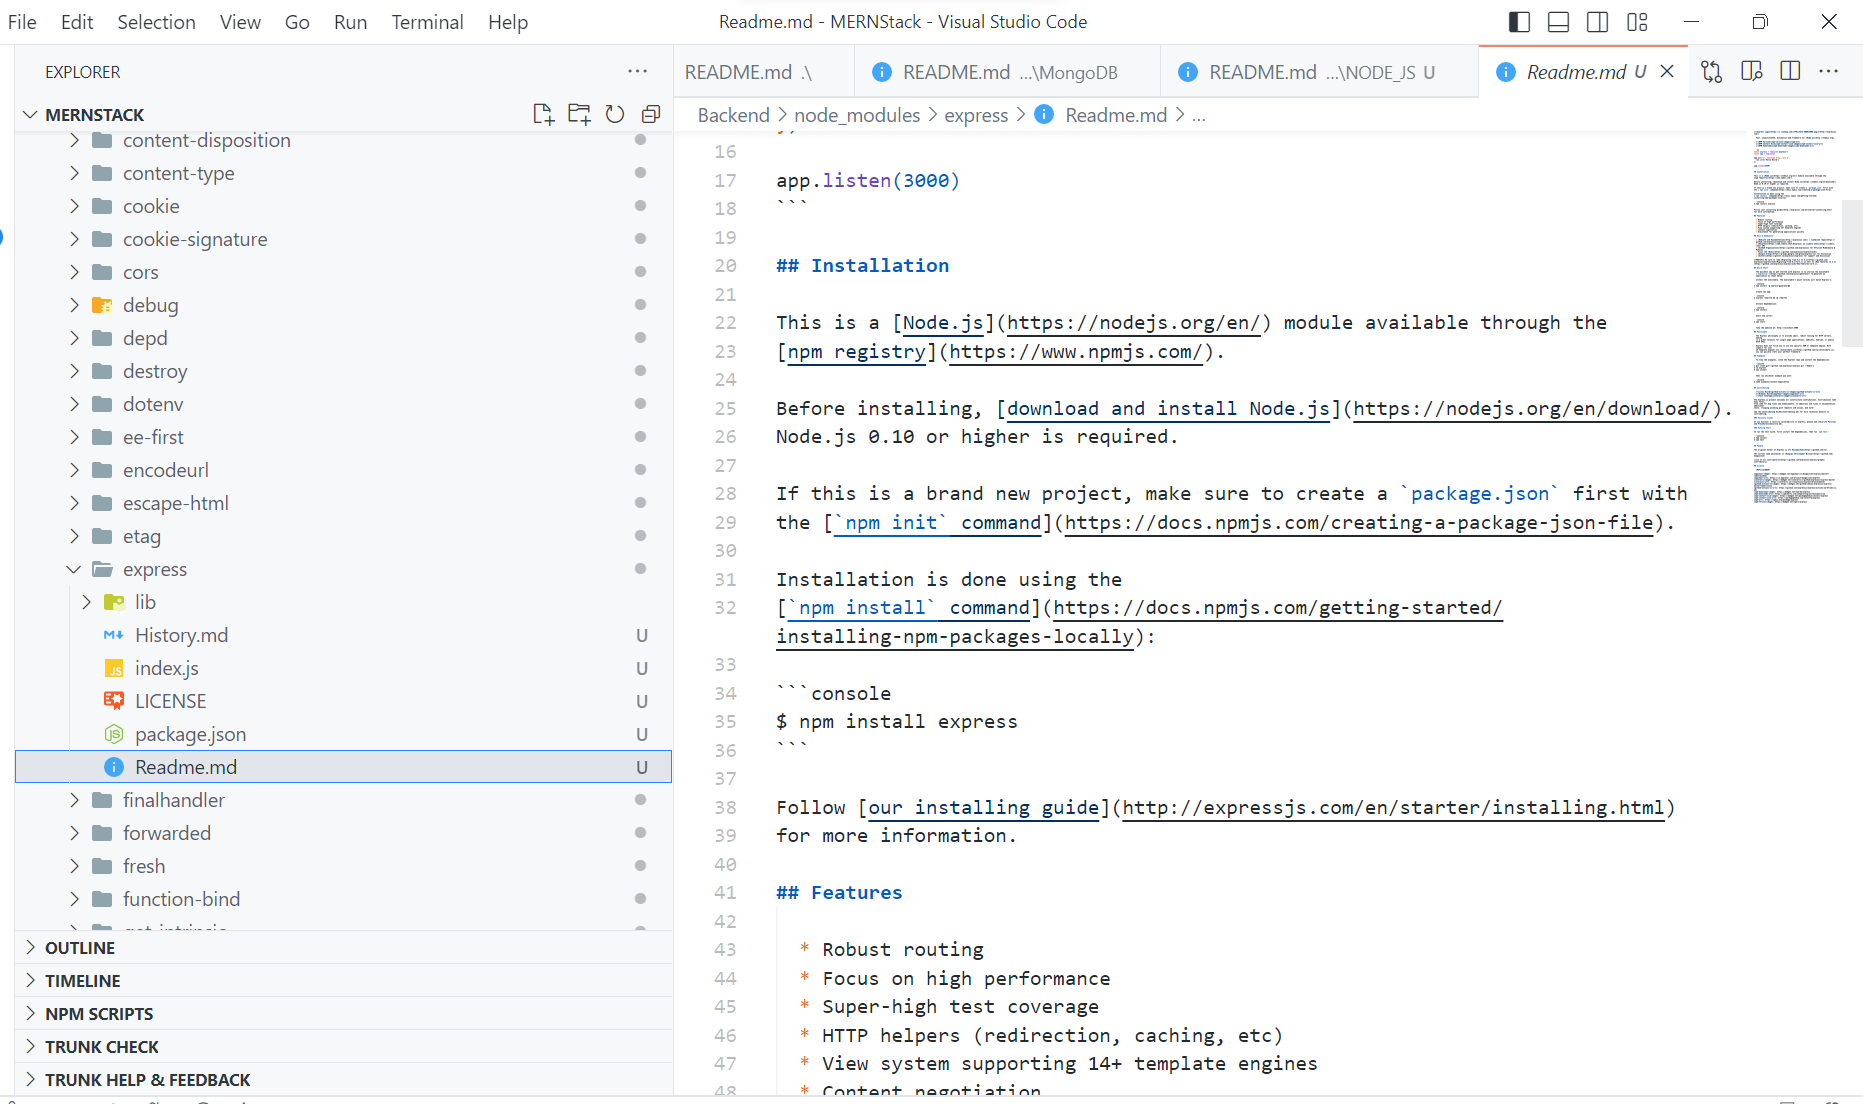 File Edit Selection View Go Run Terminal Help
Readme.md - MERNStack - Visual Studio Code
EXPLORER
MERNSTACK
content-disposition
content-type
cookie
cookie-signature
cors
debug
depd
destroy
dotenv
ee-first
encodeurl
escape-html
etag
express
lib
History.md U
index.js U
LICENSE U
package.json U
Readme.md U
finalhandler
forwarded
fresh
function-bind
get-intrinsic
OUTLINE
TIMELINE
NPM SCRIPTS
TRUNK CHECK
TRUNK HELP & FEEDBACK
README.md .\
README.md ...\MongoDB
README.md ...\NODE_JS U
Readme.md U
Backend > node_modules > express > Readme.md > ...
16
17 app.listen(3000)
18 ```
19
20 ## Installation
21
22 This is a [Node.js](https://nodejs.org/en/) module available through the
23 [npm registry](https://www.npmjs.com/).
24
25 Before installing, [download and install Node.js](https://nodejs.org/en/download/).
26 Node.js 0.10 or higher is required.
27
28 If this is a brand new project, make sure to create a `package.json` first with
29 the [`npm init` command](https://docs.npmjs.com/creating-a-package-json-file).
30
31 Installation is done using the
32 [`npm install` command](https://docs.npmjs.com/getting-started/
installing-npm-packages-locally):
33
34 ```console
35 $ npm install express
36 ```
37
38 Follow [our installing guide](http://expressjs.com/en/starter/installing.html)
39 for more information.
40
41 ## Features
42
43 * Robust routing
44 * Focus on high performance
45 * Super-high test coverage
46 * HTTP helpers (redirection, caching, etc)
47 * View system supporting 14+ template engines
48 * Content negotiation